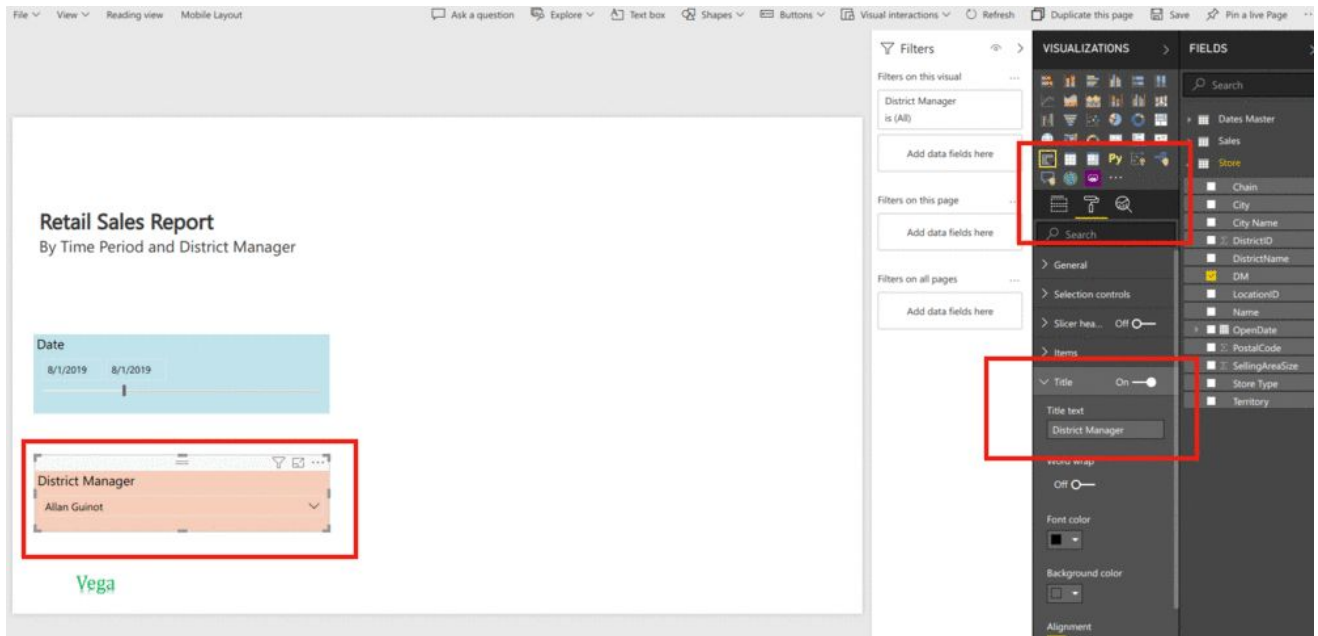 File View Reading view Mobile Layout Ask a question Explore Text box Shapes Buttons Visual interactions Refresh Duplicate this page Save Pin a live Page ...
Retail Sales Report
By Time Period and District Manager
Date
8/1/2019 8/1/2019
District Manager
Allan Guinot
Vega
Filters
Filters on this visual ...
District Manager
is (All)
Add data fields here
Filters on this page ...
Add data fields here
Filters on all pages ...
Add data fields here
VISUALIZATIONS
Py
...
Search
General
Selection controls
Slicer hea... Off
Items
Title On
Title text
District Manager
Word wrap
Off
Font color
Background color
Alignment
FIELDS
Search
Dates Master
Sales
Store
Chain
City
City Name
Σ DistrictID
DistrictName
DM
LocationID
Name
OpenDate
Σ PostalCode
Σ SellingAreaSize
Store Type
Territory